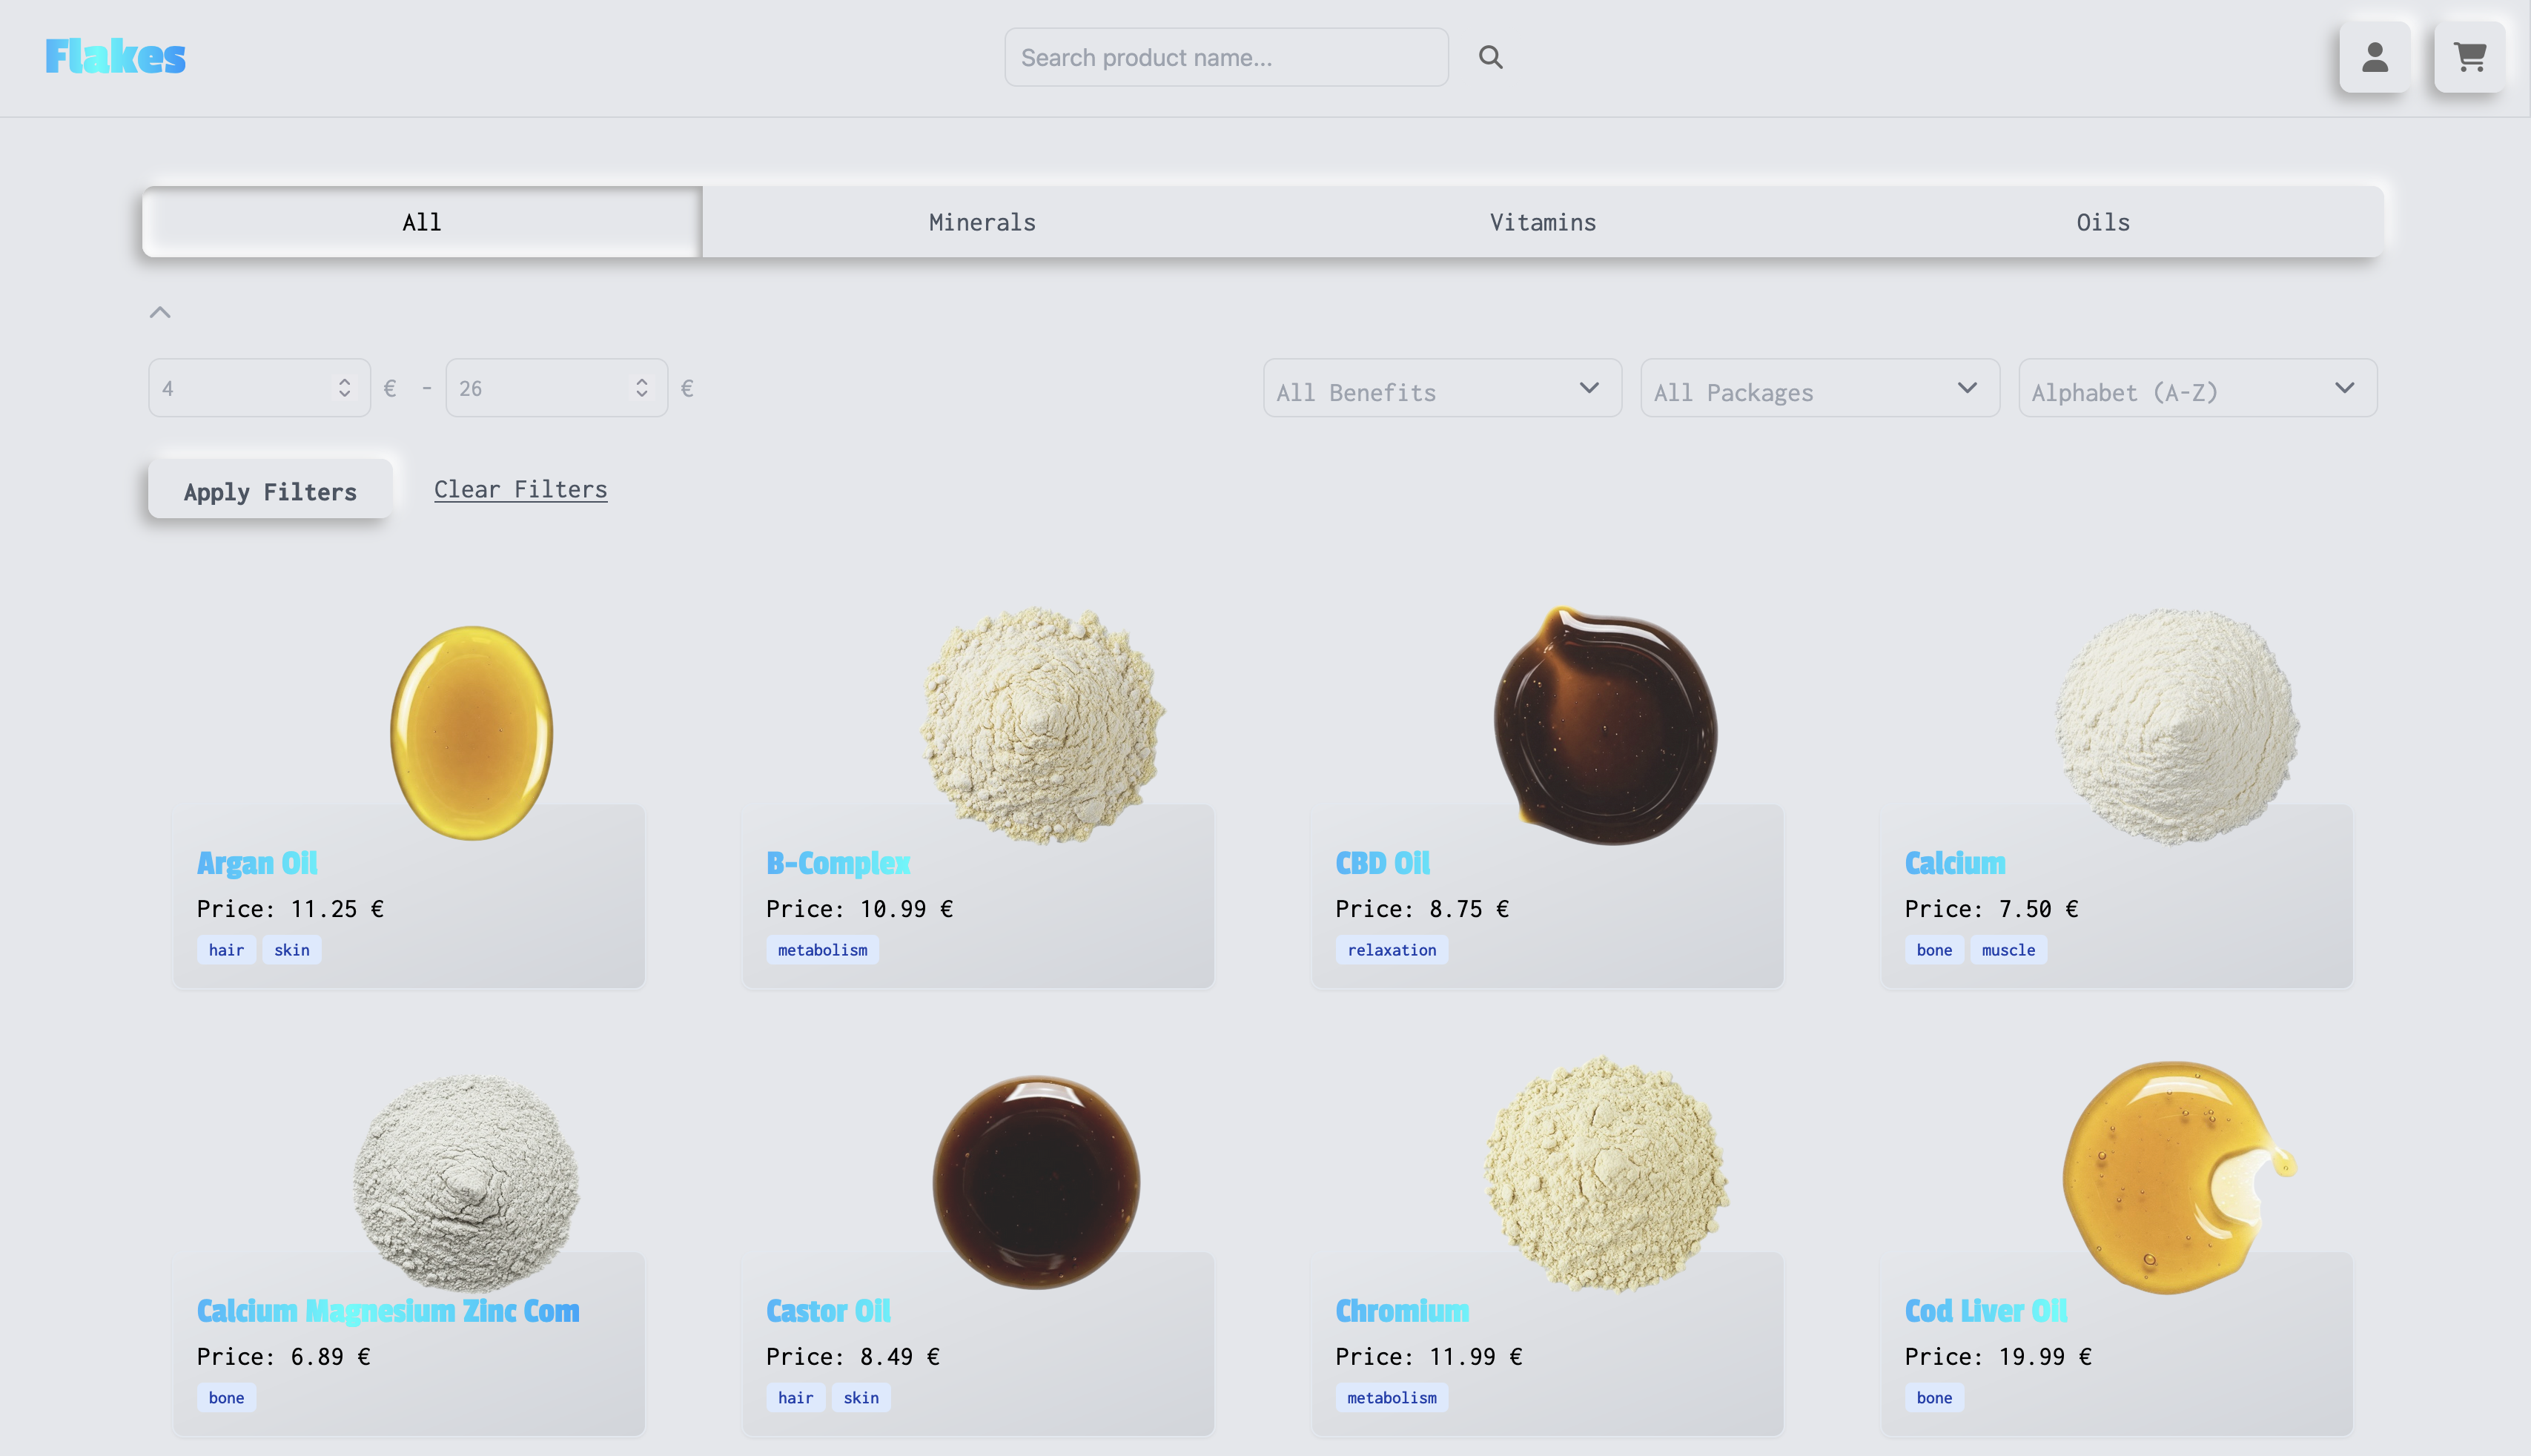 Flakes
Search product name...
All
Minerals
Vitamins
Oils
4 € - 26 €
All Benefits
All Packages
Alphabet (A-Z)
Apply Filters
Clear Filters
Argan Oil
Price: 11.25 €
hair skin
B-Complex
Price: 10.99 €
metabolism
CBD Oil
Price: 8.75 €
relaxation
Calcium
Price: 7.50 €
bone muscle
Calcium Magnesium Zinc Com
Price: 6.89 €
bone
Castor Oil
Price: 8.49 €
hair skin
Chromium
Price: 11.99 €
metabolism
Cod Liver Oil
Price: 19.99 €
bone